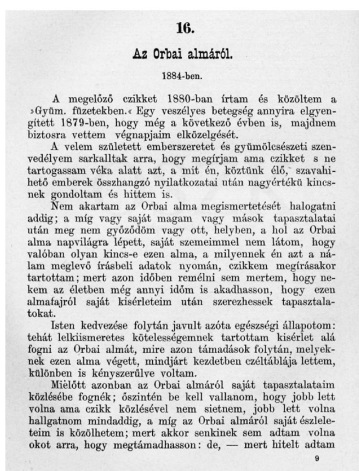 16.
Az Orbai almáról.
1884-ben.
A megelőző czikket 1880-ban írtam és közöltem a
›Gyüm. füzetekben.‹ Egy veszélyes betegség annyira elgyen-
gített 1879-ben, hogy még a következő évben is, majdnem
biztosra vettem végnapjaim elközelgését.
A velem született emberszeretet és gyümölcsészeti szen-
vedélyem sarkalltak arra, hogy megírjam ama czikket s ne
tartogassam véka alatt azt, a mit én, köztünk élő, szavahi-
hető emberek összhangzó nyilatkozatai után nagyértékü kincs-
nek gondoltam és hittem is.
Nem akartam az Orbai alma megismertetését halogatni
addig; a míg vagy saját magam vagy mások tapasztalatai
után meg nem győződöm vagy ott, helyben, a hol az Orbai
alma napvilágra lépett, saját szemeimmel nem látom, hogy
valóban olyan kincs-e ezen alma, a milyennek én azt a ná-
lam meglevő írásbeli adatok nyomán, czikkem megírásakor
tartottam; mert azon időben remélni sem mertem, hogy ne-
kem az életben még annyi időm is akadhasson, hogy ezen
almafajról saját kisérleteim után szerezhessek tapasztala-
tokat.
Isten kedvezése folytán javult azóta egészségi állapotom:
tehát lelkiismeretes kötelességemnek tartottam kisérlet alá
fogni az Orbai almát, mire azon támadások folytán, melyek-
nek ezen alma végett, mindjárt kezdetben czéltáblája lettem,
különben is kényszerülve voltam.
Mielőtt azonban az Orbai almáról saját tapasztalataim
közlésébe fognék; őszintén be kell vallanom, hogy jobb lett
volna ama czikk közlésével nem sietnem, jobb lett volna
hallgatnom mindaddig, a míg az Orbai almáról saját észlele-
teim is közölhetem; mert akkor senkinek sem adtam volna
okot arra, hogy megtámadhasson: de, — mert hitelt adtam
9